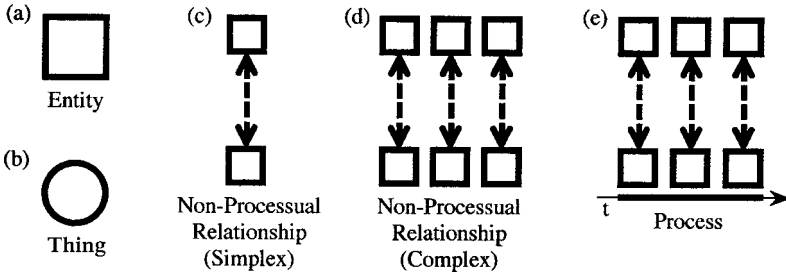 (a)
Entity
(b)
Thing
(c)
Non-Processual
Relationship
(Simplex)
(d)
Non-Processual
Relationship
(Complex)
(e)
t
Process